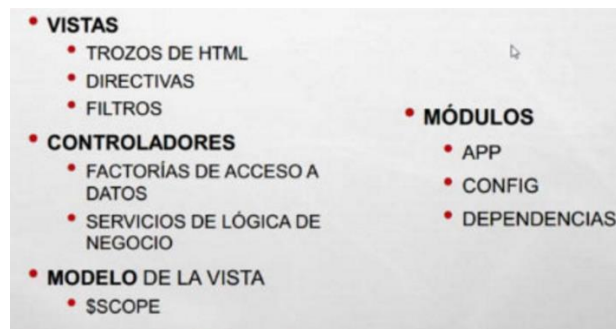 VISTAS
TROZOS DE HTML
DIRECTIVAS
FILTROS
CONTROLADORES
FACTORÍAS DE ACCESO A
DATOS
SERVICIOS DE LÓGICA DE
NEGOCIO
MODELO DE LA VISTA
$SCOPE
MÓDULOS
APP
CONFIG
DEPENDENCIAS